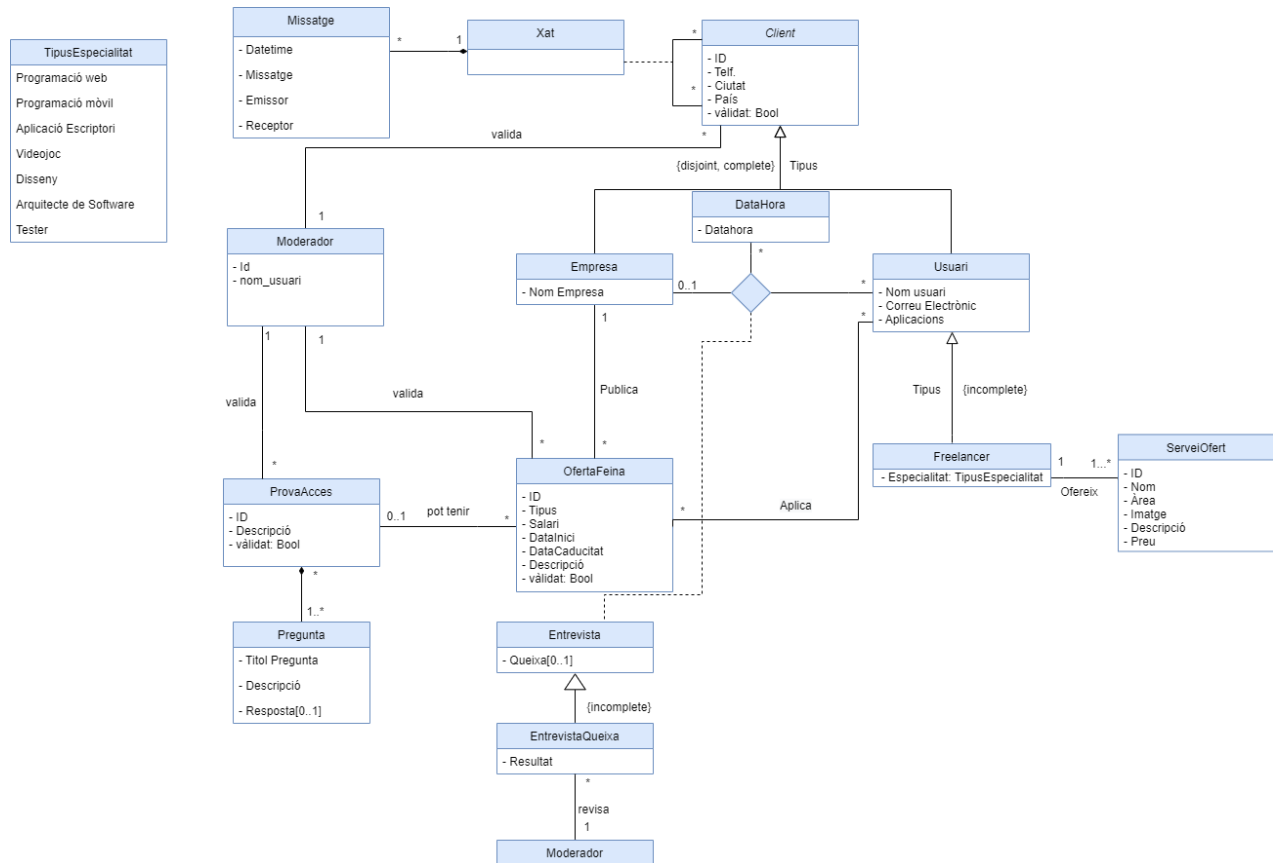 TipusEspecialitat
Programació web
Programació mòvil
Aplicació Escriptori
Videojoc
Disseny
Arquitecte de Software
Tester
Missatge
- Datetime
- Missatge
- Emissor
- Receptor
*
1
Xat
*
*
Client
- ID
- Telf.
- Ciutat
- País
- vàlidat: Bool
valida
*
1
{disjoint, complete}
Tipus
DataHora
- Datahora
*
Moderador
- Id
- nom_usuari
Empresa
- Nom Empresa
0..1
*
Usuari
- Nom usuari
- Correu Electrònic
- Aplicacions
*
1
1
1
Publica
Tipus
{incomplete}
valida
valida
*
*
*
Freelancer
- Especialitat: TipusEspecialitat
1
1...*
Ofereix
ServeiOfert
- ID
- Nom
- Àrea
- Imatge
- Descripció
- Preu
ProvaAcces
- ID
- Descripció
- vàlidat: Bool
0..1
pot tenir
*
OfertaFeina
- ID
- Tipus
- Salari
- DataInici
- DataCaducitat
- Descripció
- vàlidat: Bool
*
Aplica
*
1..*
Pregunta
- Titol Pregunta
- Descripció
- Resposta[0..1]
Entrevista
- Queixa[0..1]
{incomplete}
EntrevistaQueixa
- Resultat
*
revisa
1
Moderador